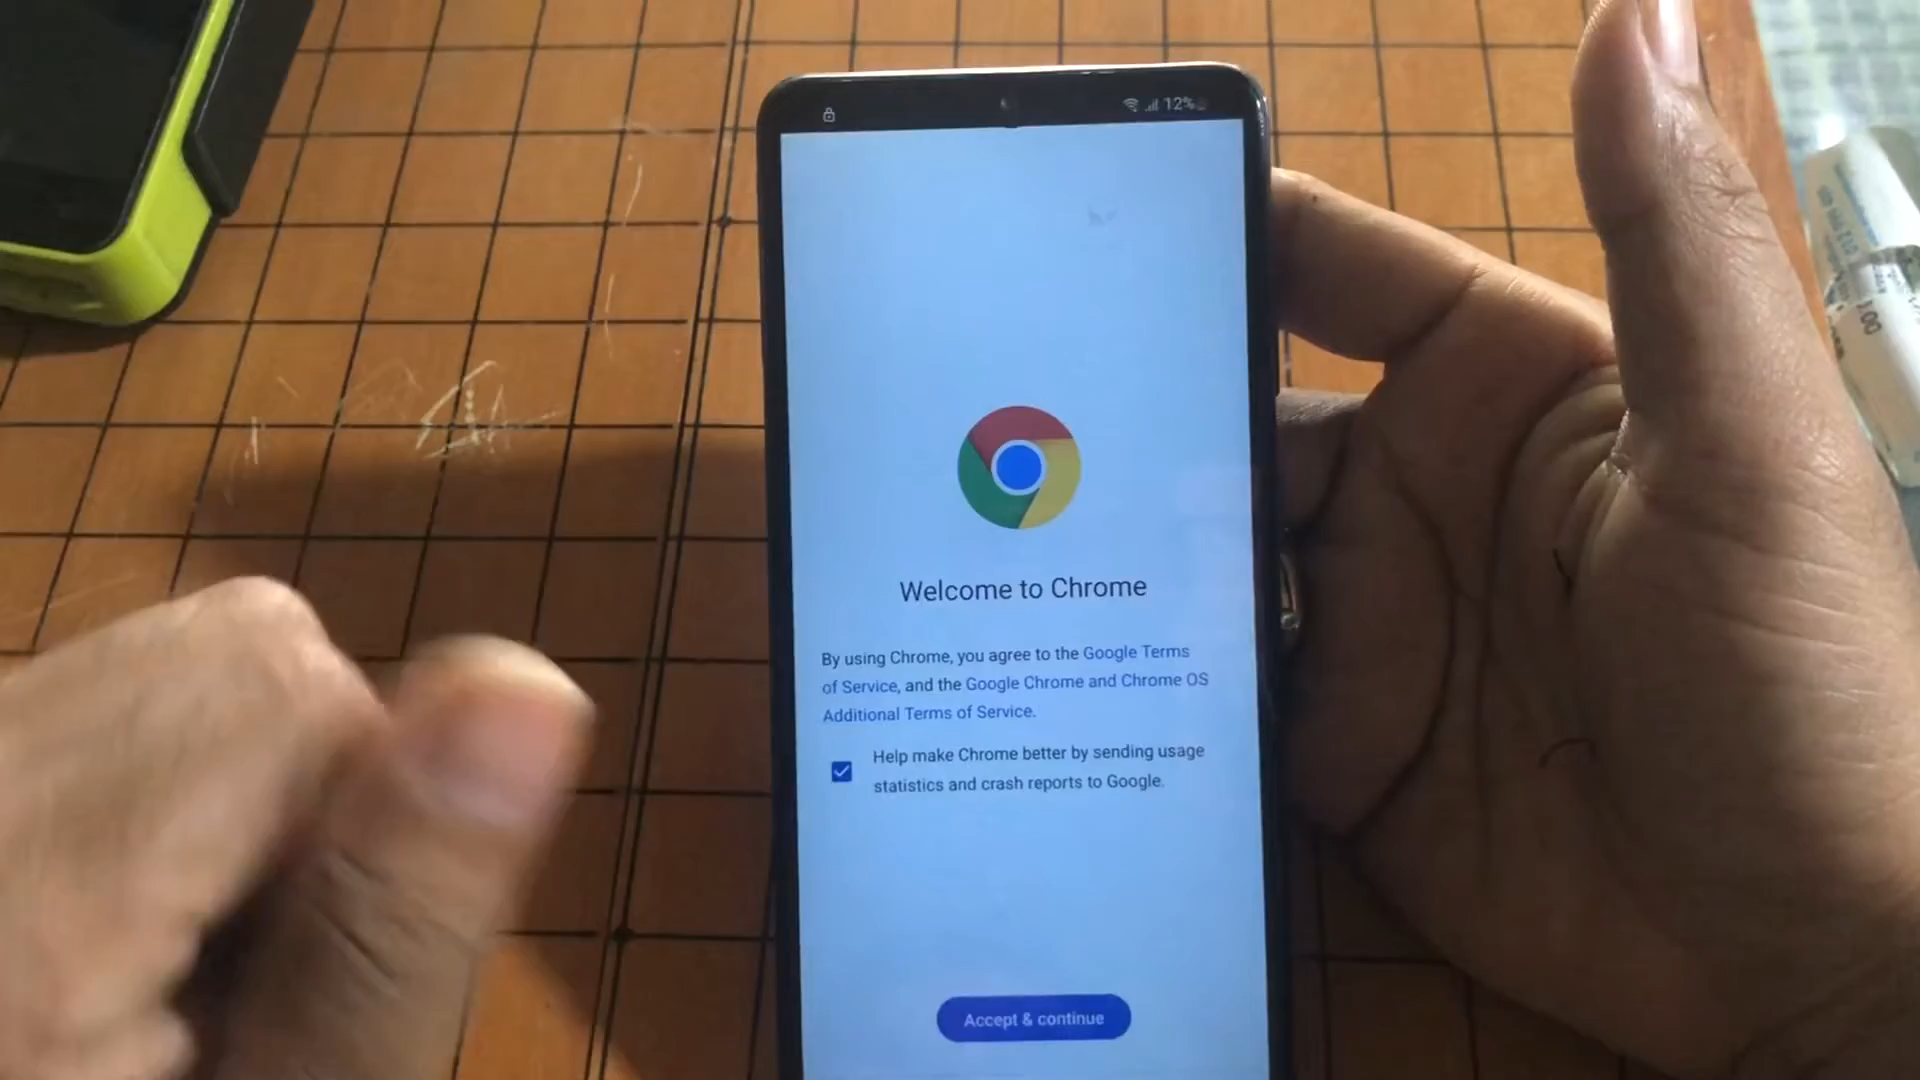 12%
Welcome to Chrome
By using Chrome, you agree to the Google Terms
of Service, and the Google Chrome and Chrome OS
Additional Terms of Service.
Help make Chrome better by sending usage
statistics and crash reports to Google.
Accept & continue